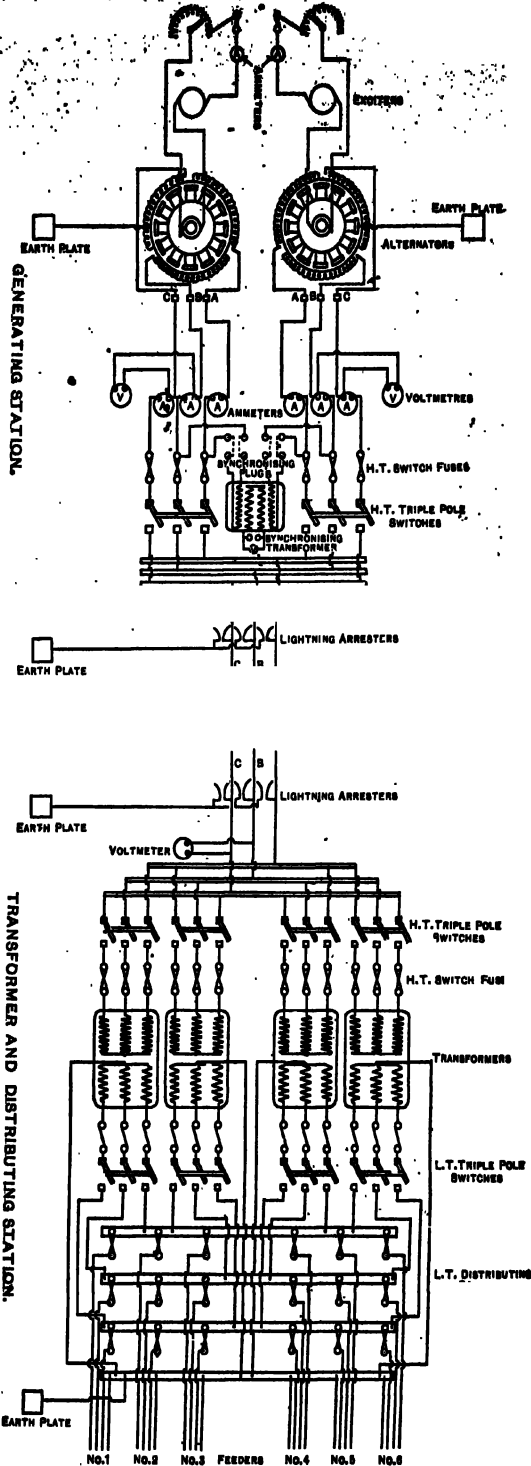 AMMETERS
EXCITERS
EARTH PLATE
EARTH PLATE
ALTERNATORS
C B A
A B C
GENERATING STATION.
V A A A AMMETERS A A A V VOLTMETRES
SYNCHRONISING
PLUGS
H.T. SWITCH FUSES
H.T. TRIPLE POLE
SWITCHES
SYNCHRONISING
TRANSFORMER
LIGHTNING ARRESTERS
C B
EARTH PLATE
C B
LIGHTNING ARRESTERS
EARTH PLATE
VOLTMETER
TRANSFORMER AND DISTRIBUTING STATION.
H.T. TRIPLE POLE
SWITCHES
H.T. SWITCH FUSE
TRANSFORMERS
L.T. TRIPLE POLE
SWITCHES
L.T. DISTRIBUTING
EARTH PLATE
No.1 No.2 No.3 FEEDERS No.4 No.5 No.6